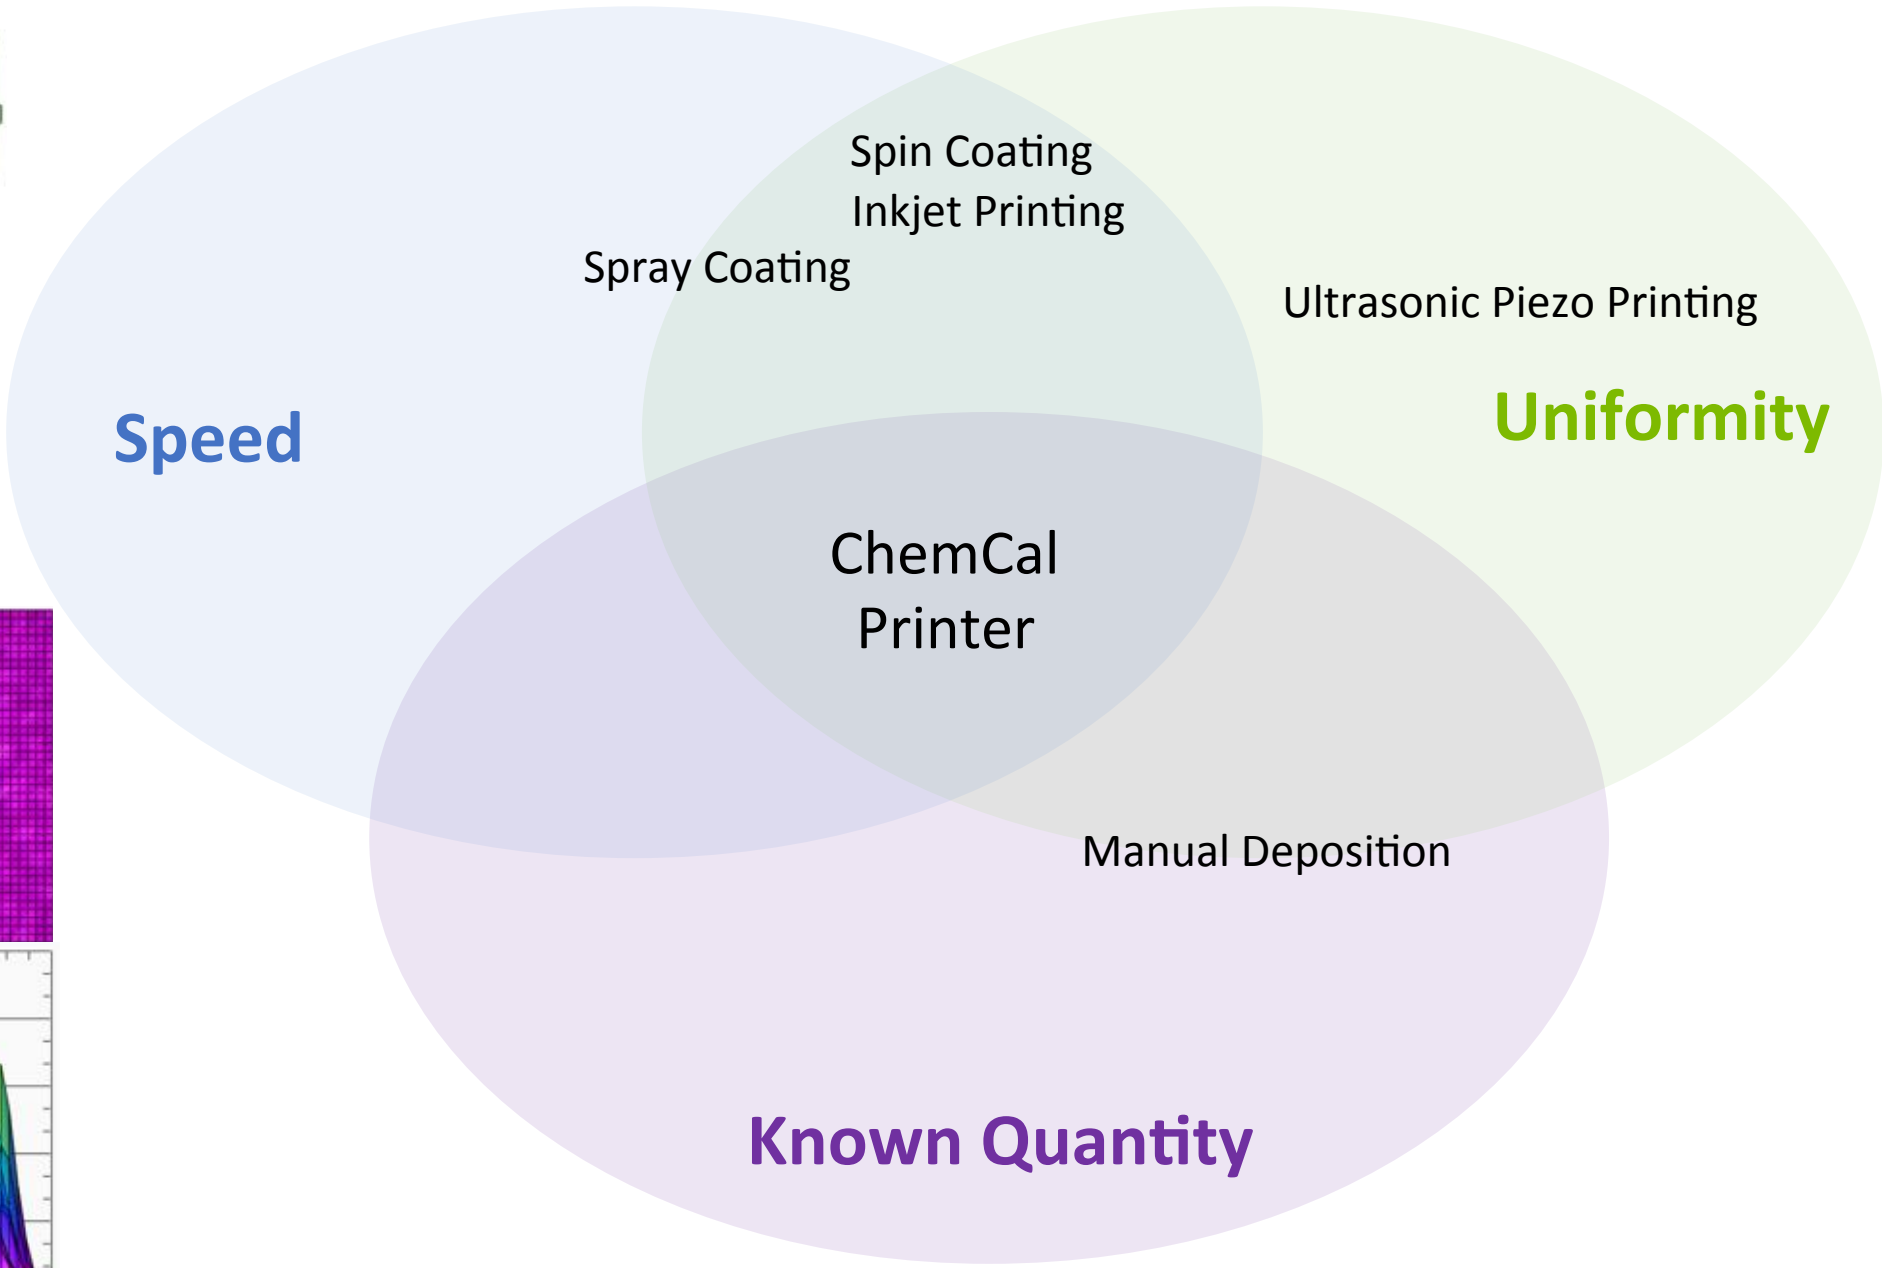 Spin Coating
Inkjet Printing
Spray Coating
Ultrasonic Piezo Printing
Speed
Uniformity
ChemCal
Printer
Manual Deposition
Known Quantity